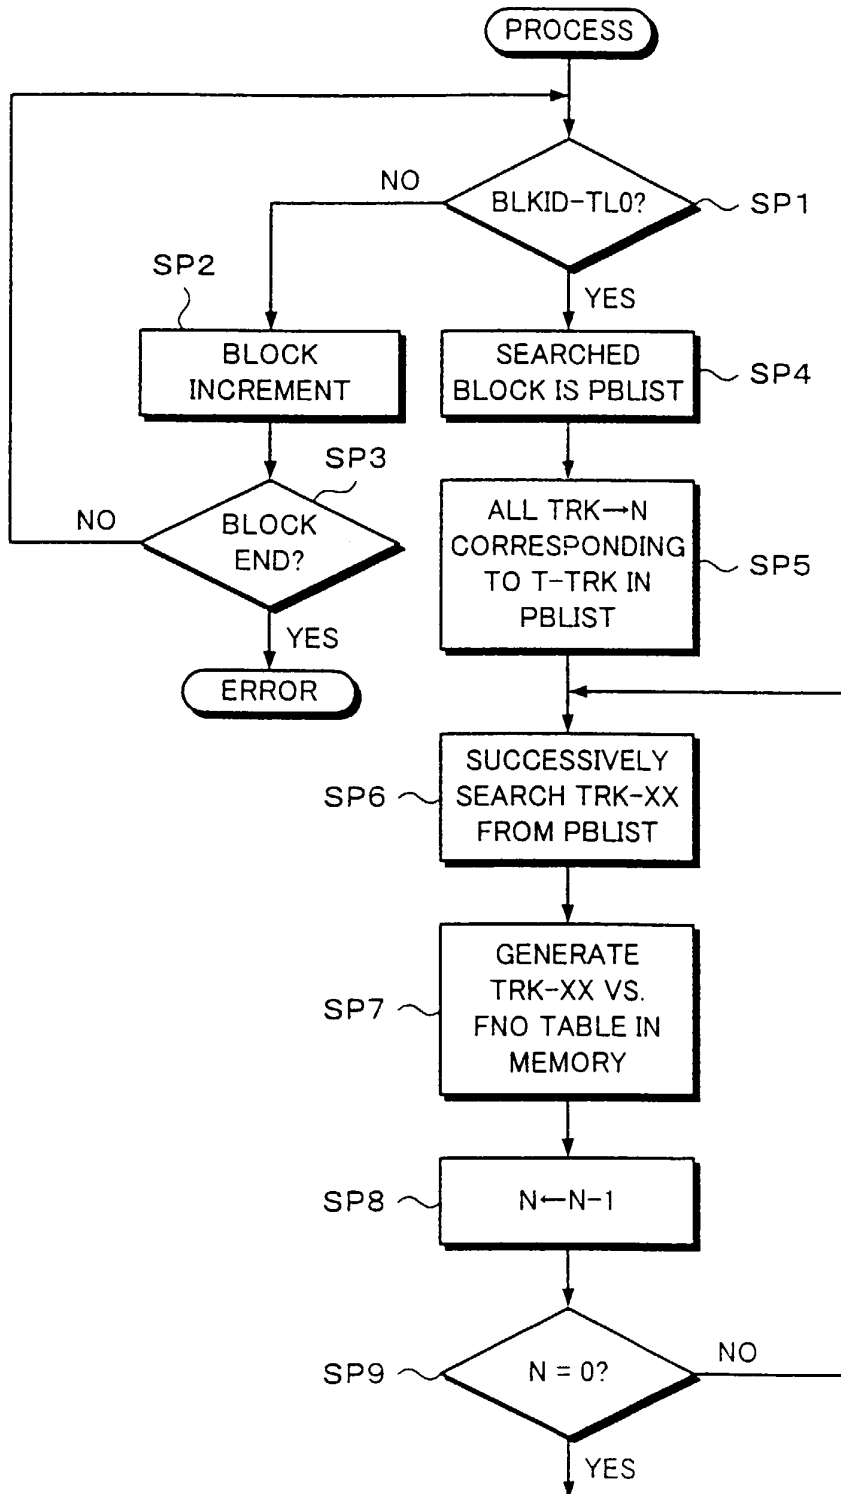 PROCESS
NO
BLKID-TL0?
SP1
SP2
YES
BLOCK
INCREMENT
SEARCHED
BLOCK IS PBLIST
SP4
SP3
NO
BLOCK
END?
ALL TRK→N
CORRESPONDING
TO T-TRK IN
PBLIST
SP5
YES
ERROR
SP6
SUCCESSIVELY
SEARCH TRK-XX
FROM PBLIST
SP7
GENERATE
TRK-XX VS.
FNO TABLE IN
MEMORY
SP8
N←N-1
SP9
N = 0?
NO
YES